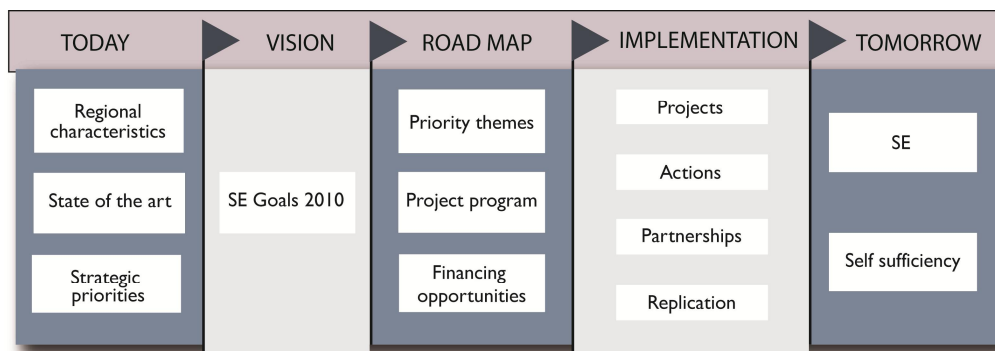 TODAY
VISION
ROAD MAP
IMPLEMENTATION
TOMORROW
Regional
characteristics
State of the art
Strategic
priorities
SE Goals 2010
Priority themes
Project program
Financing
opportunities
Projects
Actions
Partnerships
Replication
SE
Self sufficiency